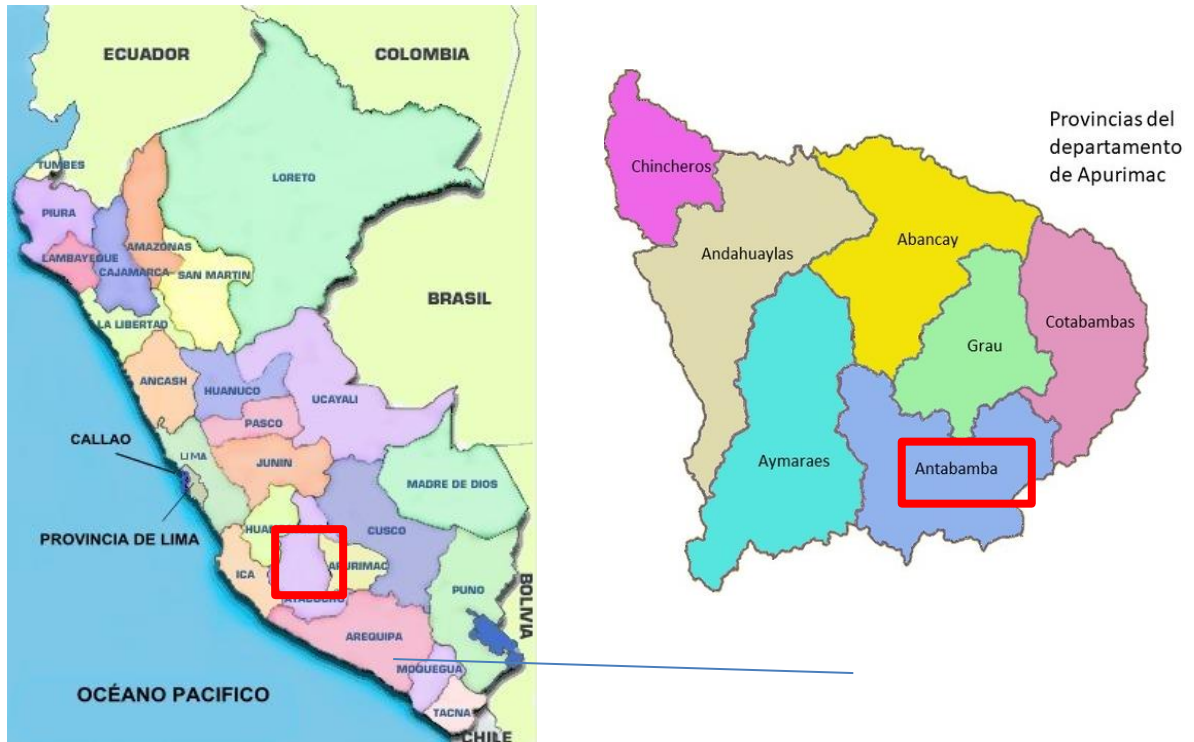 ECUADOR
COLOMBIA
TUMBES
LORETO
PIURA
AMAZONAS
LAMBAYEQUE
CAJAMARCA
SAN MARTIN
BRASIL
LA LIBERTAD
ANCASH
HUANUCO
UCAYALI
PASCO
CALLAO
LIMA
JUNIN
MADRE DE DIOS
CUSCO
PROVINCIA DE LIMA
ICA
APURIMAC
PUNO
BOLIVIA
AREQUIPA
MOQUEGUA
OCÉANO PACIFICO
TACNA
CHILE
Provincias del
departamento
de Apurimac
Chincheros
Andahuaylas
Abancay
Cotabambas
Grau
Aymaraes
Antabamba